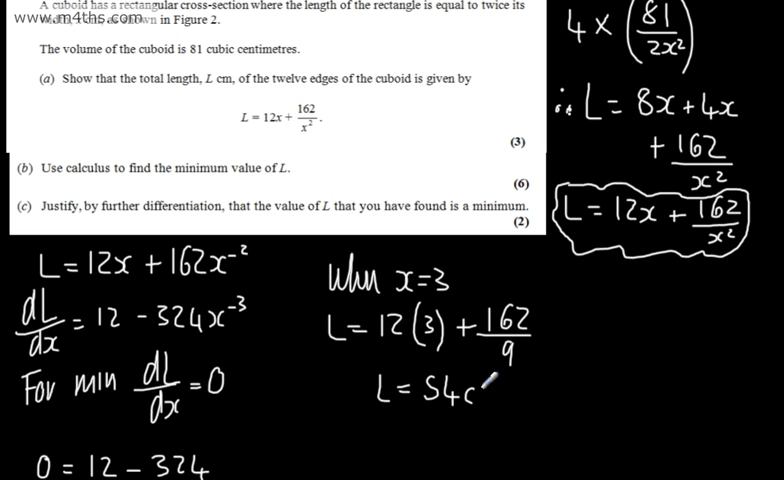 A cuboid has a rectangular cross-section where the length of the rectangle is equal to twice its
www.m4ths.com
in Figure 2.
The volume of the cuboid is 81 cubic centimetres.
(a) Show that the total length, L cm, of the twelve edges of the cuboid is given by
L = 12x + 162/x².
(3)
(b) Use calculus to find the minimum value of L.
(6)
(c) Justify, by further differentiation, that the value of L that you have found is a minimum.
(2)
4 × (81/2x²)
∴ L = 8x + 4x
+ 162/x²
L = 12x + 162/x²
L = 12x + 162x⁻²
dL/dx = 12 - 324x⁻³
For min dL/dx = 0
0 = 12 - 324
When x = 3
L = 12(3) + 162/9
L = 54c